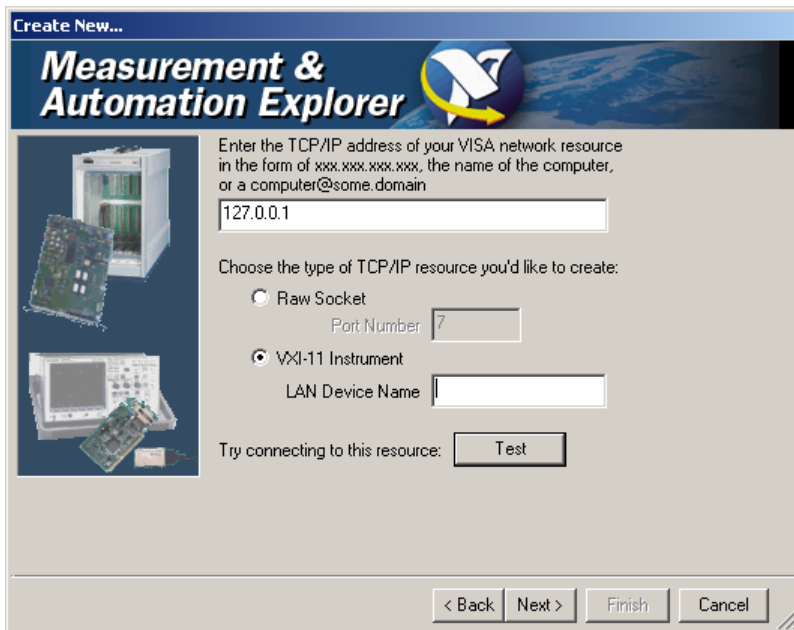 Create New...
Measurement &
Automation Explorer
Enter the TCP/IP address of your VISA network resource
in the form of xxx.xxx.xxx.xxx, the name of the computer,
or a computer@some.domain
127.0.0.1
Choose the type of TCP/IP resource you'd like to create:
Raw Socket
Port Number 7
VXI-11 Instrument
LAN Device Name
Try connecting to this resource: Test
< Back Next > Finish Cancel